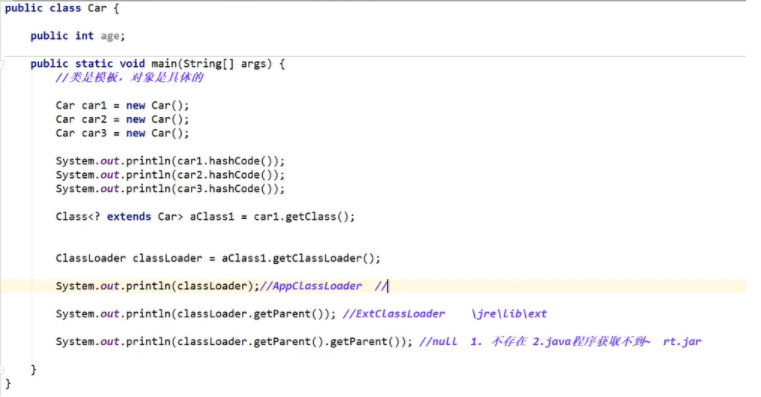 public class Car {
public int age;
public static void main(String[] args) {
//类是模板，对象是具体的
Car car1 = new Car();
Car car2 = new Car();
Car car3 = new Car();
System.out.println(car1.hashCode());
System.out.println(car2.hashCode());
System.out.println(car3.hashCode());
Class<? extends Car> aClass1 = car1.getClass();
ClassLoader classLoader = aClass1.getClassLoader();
System.out.println(classLoader);//AppClassLoader //
System.out.println(classLoader.getParent()); //ExtClassLoader \jre\lib\ext
System.out.println(classLoader.getParent().getParent()); //null 1. 不存在 2.java程序获取不到~ rt.jar
}
}